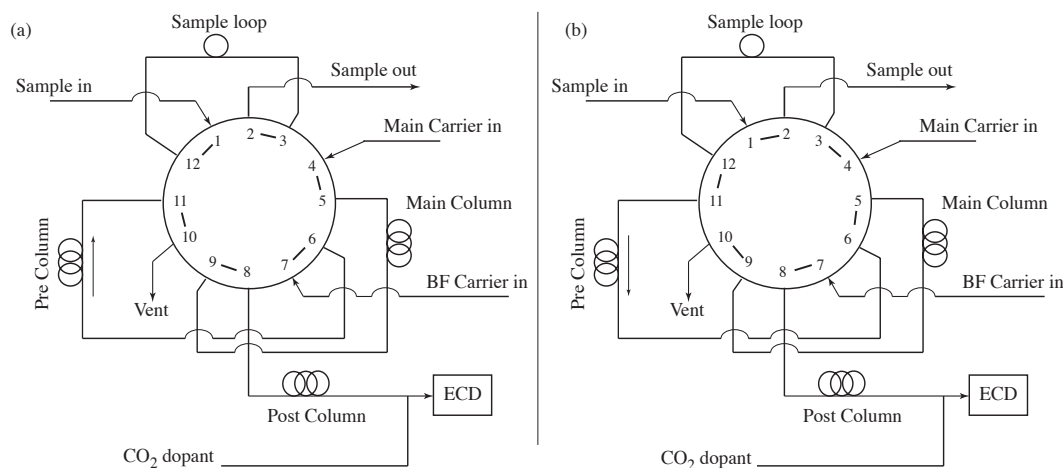 (a)
Sample loop
Sample in
Sample out
Main Carrier in
1
2
3
4
5
6
7
8
9
10
11
12
Pre Column
Main Column
Vent
BF Carrier in
Post Column
ECD
CO2 dopant
(b)
Sample loop
Sample in
Sample out
Main Carrier in
1
2
3
4
5
6
7
8
9
10
11
12
Pre Column
Main Column
Vent
BF Carrier in
Post Column
ECD
CO2 dopant